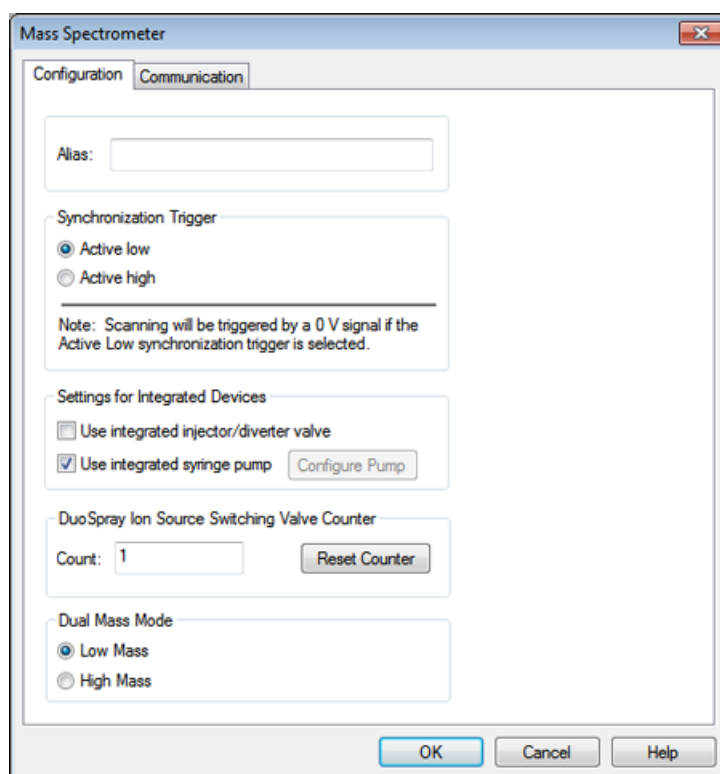 Mass Spectrometer
Configuration
Communication
Alias:
Synchronization Trigger
Active low
Active high
Note: Scanning will be triggered by a 0 V signal if the
Active Low synchronization trigger is selected.
Settings for Integrated Devices
Use integrated injector/diverter valve
Use integrated syringe pump Configure Pump
DuoSpray Ion Source Switching Valve Counter
Count: 1 Reset Counter
Dual Mass Mode
Low Mass
High Mass
OK Cancel Help